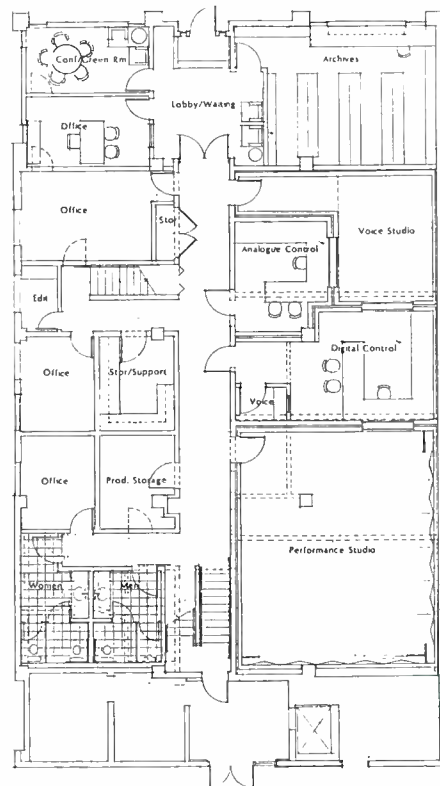 Conf/Green Rm
Archives
Lobby/Waiting
Office
Office
Stor
Voice Studio
Analogue Control
Edit
Office
Stor/Support
Digital Control
Voice
Office
Prod. Storage
Performance Studio
Women
Men